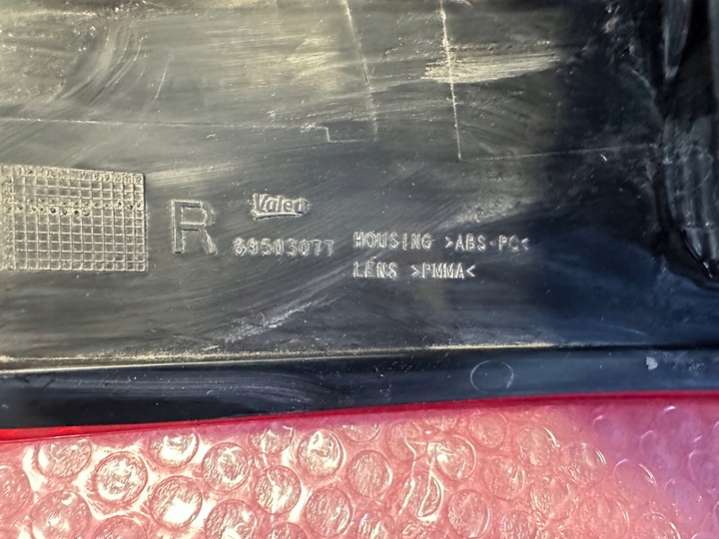 Valeo
R
89503077
HOUSING >ABS-PC<
LENS >PMMA<